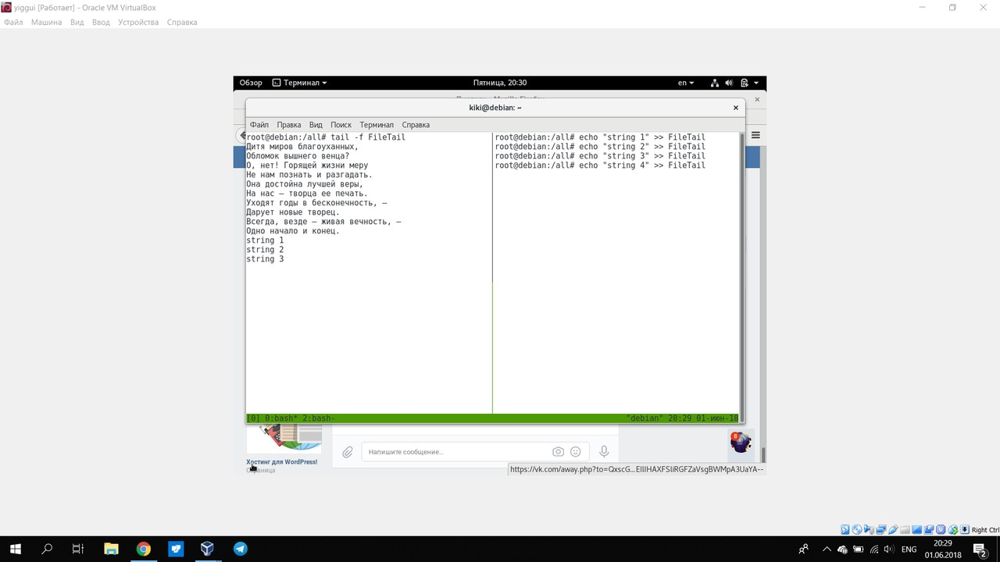 yiggui [Работает] - Oracle VM VirtualBox
Файл Машина Вид Ввод Устройства Справка
Обзор Терминал Пятница, 20:30 en
kiki@debian: ~
Файл Правка Вид Поиск Терминал Справка
root@debian:/all# tail -f FileTail
Дитя миров благоуханных,
Обломок вышнего венца?
О, нет! Горящей жизни меру
Не нам познать и разгадать.
Она достойна лучшей веры,
На нас — творца ее печать.
Уходят годы в бесконечность, —
Дарует новые творец.
Всегда, везде — живая вечность, —
Одно начало и конец.
string 1
string 2
string 3
root@debian:/all# echo "string 1" >> FileTail
root@debian:/all# echo "string 2" >> FileTail
root@debian:/all# echo "string 3" >> FileTail
root@debian:/all# echo "string 4" >> FileTail
[0] 0:bash* 2:bash- "debian" 20:29 01-июн-18
8
Напишите сообщение...
Хостинг для WordPress!
https://vk.com/away.php?to=QxscG...
Right Ctrl
ENG
20:29
01.06.2018
2